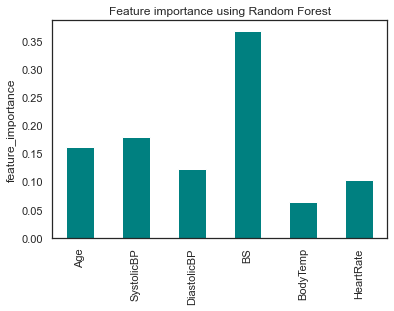 Feature importance using Random Forest
feature_importance
0.35
0.30
0.25
0.20
0.15
0.10
0.05
0.00
Age
SystolicBP
DiastolicBP
BS
BodyTemp
HeartRate